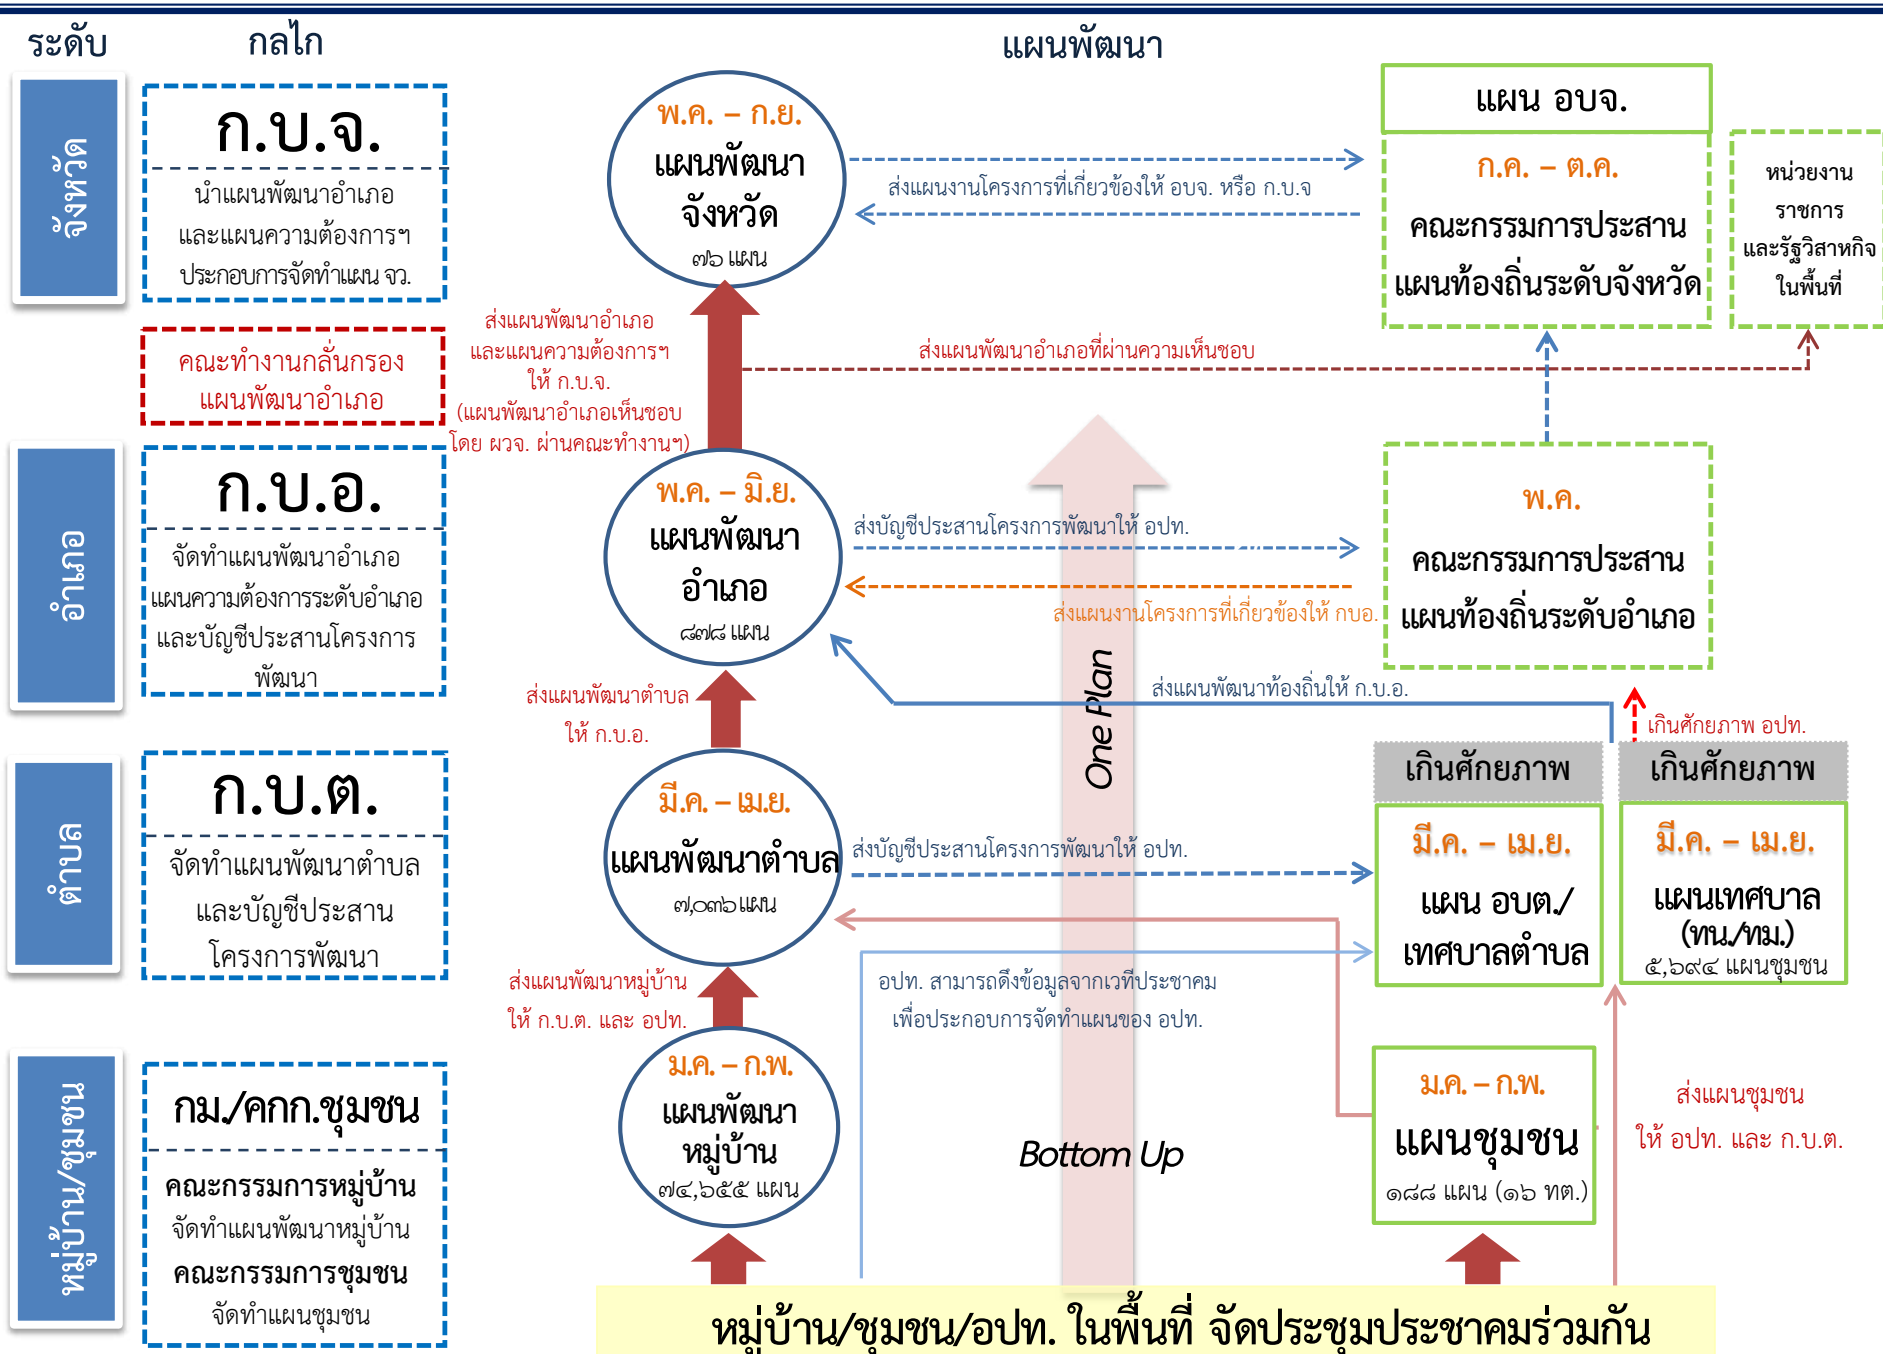 ระดับ
กลไก
แผนพัฒนา
จังหวัด
ก.บ.จ.
นำแผนพัฒนาอำเภอ
และแผนความต้องการฯ
ประกอบการจัดทำแผน จว.
พ.ค. – ก.ย.
แผนพัฒนา
จังหวัด
๗๖ แผน
ส่งแผนงานโครงการที่เกี่ยวข้องให้ อบจ. หรือ ก.บ.จ
แผน อบจ.
ก.ค. – ต.ค.
คณะกรรมการประสาน
แผนท้องถิ่นระดับจังหวัด
หน่วยงาน
ราชการ
และรัฐวิสาหกิจ
ในพื้นที่
คณะทำงานกลั่นกรอง
แผนพัฒนาอำเภอ
ส่งแผนพัฒนาอำเภอ
และแผนความต้องการฯ
ให้ ก.บ.จ.
(แผนพัฒนาอำเภอเห็นชอบ
โดย ผวจ. ผ่านคณะทำงานฯ)
ส่งแผนพัฒนาอำเภอที่ผ่านความเห็นชอบ
อำเภอ
ก.บ.อ.
จัดทำแผนพัฒนาอำเภอ
แผนความต้องการระดับอำเภอ
และบัญชีประสานโครงการ
พัฒนา
พ.ค. – มิ.ย.
แผนพัฒนา
อำเภอ
๘๗๘ แผน
ส่งบัญชีประสานโครงการพัฒนาให้ อปท.
ส่งแผนงานโครงการที่เกี่ยวข้องให้ กบอ.
พ.ค.
คณะกรรมการประสาน
แผนท้องถิ่นระดับอำเภอ
ส่งแผนพัฒนาตำบล
ให้ ก.บ.อ.
One Plan
ส่งแผนพัฒนาท้องถิ่นให้ ก.บ.อ.
เกินศักยภาพ อปท.
ตำบล
ก.บ.ต.
จัดทำแผนพัฒนาตำบล
และบัญชีประสาน
โครงการพัฒนา
มี.ค. – เม.ย.
แผนพัฒนาตำบล
๗,๐๓๖ แผน
ส่งบัญชีประสานโครงการพัฒนาให้ อปท.
เกินศักยภาพ
มี.ค. – เม.ย.
แผน อบต./
เทศบาลตำบล
เกินศักยภาพ
มี.ค. – เม.ย.
แผนเทศบาล
(ทน./ทม.)
๕,๖๙๔ แผนชุมชน
ส่งแผนพัฒนาหมู่บ้าน
ให้ ก.บ.ต. และ อปท.
อปท. สามารถดึงข้อมูลจากเวทีประชาคม
เพื่อประกอบการจัดทำแผนของ อปท.
หมู่บ้าน/ชุมชน
กม./คกก.ชุมชน
คณะกรรมการหมู่บ้าน
จัดทำแผนพัฒนาหมู่บ้าน
คณะกรรมการชุมชน
จัดทำแผนชุมชน
ม.ค. – ก.พ.
แผนพัฒนา
หมู่บ้าน
๗๔,๖๕๕ แผน
Bottom Up
ม.ค. – ก.พ.
แผนชุมชน
๑๘๘ แผน (๑๖ ทต.)
ส่งแผนชุมชน
ให้ อปท. และ ก.บ.ต.
หมู่บ้าน/ชุมชน/อปท. ในพื้นที่ จัดประชุมประชาคมร่วมกัน